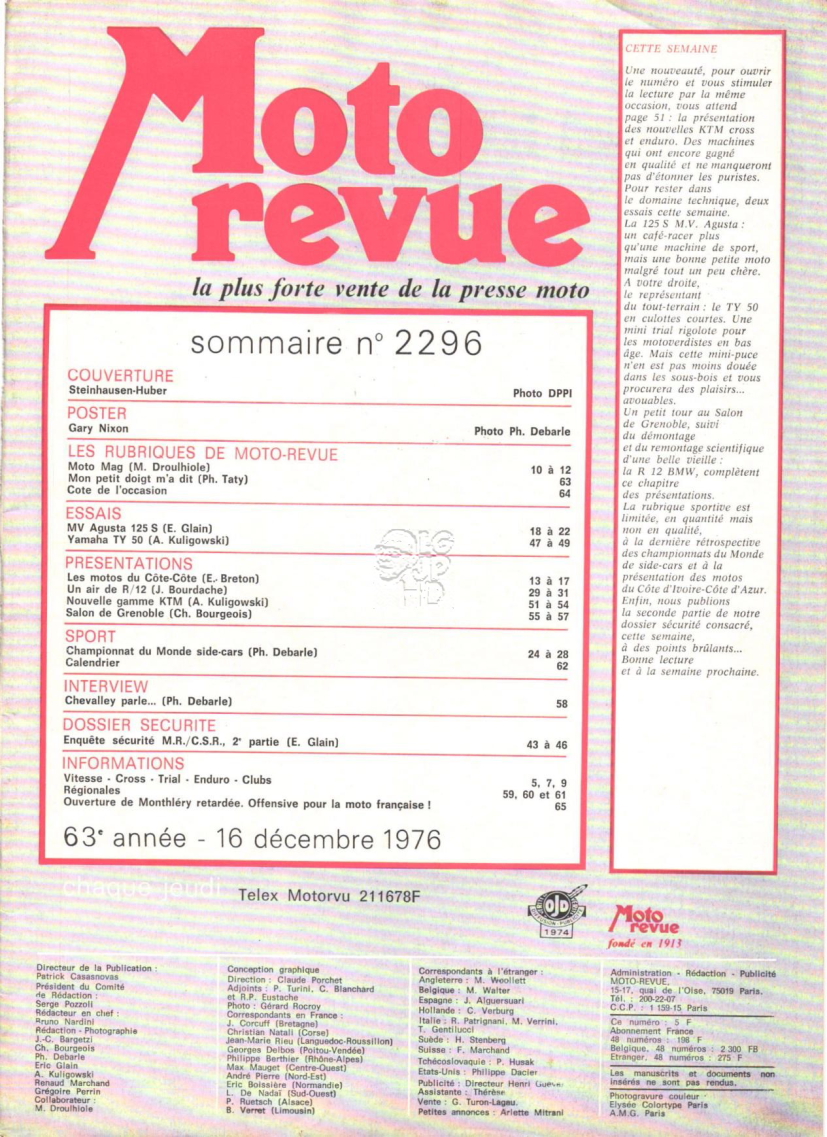 Moto
revue
la plus forte vente de la presse moto
sommaire n° 2296
COUVERTURE
Steinhausen-Huber Photo DPPI
POSTER
Gary Nixon Photo Ph. Debarle
LES RUBRIQUES DE MOTO-REVUE
Moto Mag (M. Droulhiole) 10 à 12
Mon petit doigt m'a dit (Ph. Taty) 63
Cote de l'occasion 64
ESSAIS
MV Agusta 125 S (E. Glain) 18 à 22
Yamaha TY 50 (A. Kuligowski) 47 à 49
PRESENTATIONS
Les motos du Côte-Côte (E. Breton) 13 à 17
Un air de R/12 (J. Bourdache) 29 à 31
Nouvelle gamme KTM (A. Kuligowski) 51 à 54
Salon de Grenoble (Ch. Bourgeois) 55 à 57
SPORT
Championnat du Monde side-cars (Ph. Debarle) 24 à 28
Calendrier 62
INTERVIEW
Chevalley parle... (Ph. Debarle) 58
DOSSIER SECURITE
Enquête sécurité M.R./C.S.R., 2e partie (E. Glain) 43 à 46
INFORMATIONS
Vitesse - Cross - Trial - Enduro - Clubs 5, 7, 9
Régionales 59, 60 et 61
Ouverture de Monthléry retardée. Offensive pour la moto française ! 65
63e année - 16 décembre 1976
CETTE SEMAINE
Une nouveauté, pour ouvrir
le numéro et vous stimuler
la lecture par la même
occasion, vous attend
page 51 : la présentation
des nouvelles KTM cross
et enduro. Des machines
qui ont encore gagné
en qualité et ne manqueront
pas d'étonner les puristes.
Pour rester dans
le domaine technique, deux
essais cette semaine.
La 125 S M.V. Agusta :
un café-racer plus
qu'une machine de sport,
mais une bonne petite moto
malgré tout un peu chère.
A votre droite,
le représentant
du tout-terrain : le TY 50
en culottes courtes. Une
mini trial rigolote pour
les motoverdistes en bas
âge. Mais cette mini-puce
n'en est pas moins douée
dans les sous-bois et vous
procurera des plaisirs...
avouables.
Un petit tour au Salon
de Grenoble, suivi
du démontage
et du remontage scientifique
d'une belle vieille :
la R 12 BMW, complètent
ce chapitre
des présentations.
La rubrique sportive est
limitée, en quantité mais
non en qualité,
à la dernière rétrospective
des championnats du Monde
de side-cars et à la
présentation des motos
du Côte d'Ivoire-Côte d'Azur.
Enfin, nous publions
la seconde partie de notre
dossier sécurité consacré,
cette semaine,
à des points brûlants...
Bonne lecture
et à la semaine prochaine.
chaque jeudi
Telex Motorvu 211678F
OJD
1974
Moto
revue
fondé en 1913
Directeur de la Publication :
Patrick Casasnovas
Président du Comité
de Rédaction :
Serge Pozzoli
Rédacteur en chef :
Bruno Nardini
Rédaction - Photographie
J.-C. Bargetzi
Ch. Bourgeois
Ph. Debarle
Eric Glain
A. Kuligowski
Renaud Marchand
Grégoire Perrin
Collaborateur :
M. Droulhiole
Conception graphique
Direction : Claude Porchet
Adjoints : P. Turini, C. Blanchard
et R.P. Eustache
Photo : Gérard Rocroy
Correspondants en France :
J. Corcuff (Bretagne)
Christian Natali (Corse)
Jean-Marie Rieu (Languedoc-Roussillon)
Georges Delbos (Poitou-Vendée)
Philippe Berthier (Rhône-Alpes)
Max Mauget (Centre-Ouest)
André Pierre (Nord-Est)
Eric Boissière (Normandie)
L. De Nadaï (Sud-Ouest)
P. Ruetsch (Alsace)
B. Verret (Limousin)
Correspondants à l'étranger :
Angleterre : M. Woollett
Belgique : M. Walter
Espagne : J. Alguersuari
Hollande : C. Verburg
Italie : R. Patrignani, M. Verrini,
T. Gentilucci
Suède : H. Stenberg
Suisse : F. Marchand
Tchécoslovaquie : P. Husak
Etats-Unis : Philippe Dacier
Publicité : Directeur Henri
Assistante : Thérèse
Vente : G. Turon-Lagau.
Petites annonces : Arlette Mitrani
Administration - Rédaction - Publicité
MOTO-REVUE,
15-17, quai de l'Oise, 75019 Paris.
Tél. : 200-22-07
C.C.P. : 1 159-15 Paris
Ce numéro : 5 F
Abonnement France
48 numéros : 198 F
Belgique, 48 numéros : 2 300 FB
Etranger, 48 numéros : 275 F
Les manuscrits et documents non
insérés ne sont pas rendus.
Photogravure couleur
Elysée Colortype Paris
A.M.G. Paris